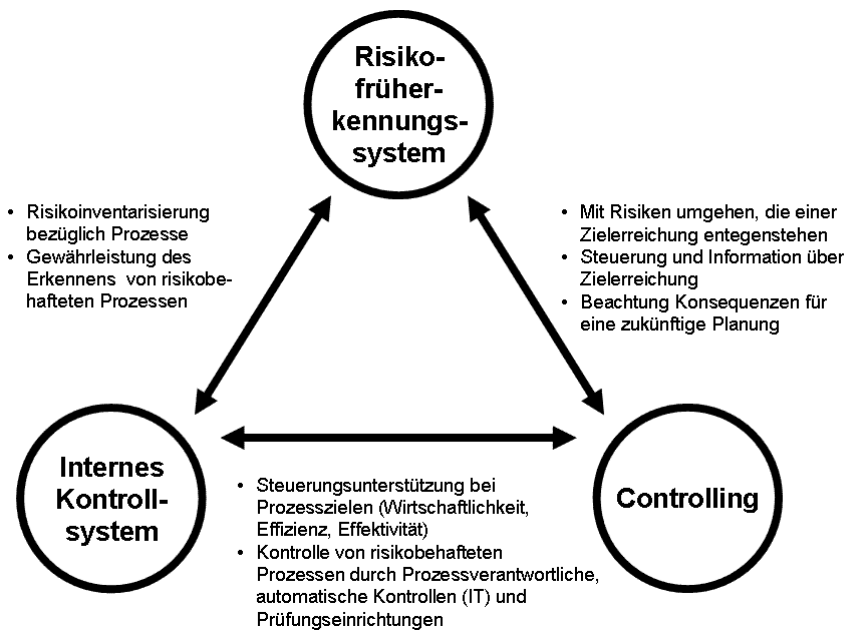 Risiko-
früher-
kennungs-
system
• Risikoinventarisierung
bezüglich Prozesse
• Gewährleistung des
Erkennens von risikobe-
hafteten Prozessen
• Mit Risiken umgehen, die einer
Zielerreichung entegenstehen
• Steuerung und Information über
Zielerreichung
• Beachtung Konsequenzen für
eine zukünftige Planung
Internes
Kontroll-
system
• Steuerungsunterstützung bei
Prozesszielen (Wirtschaftlichkeit,
Effizienz, Effektivität)
• Kontrolle von risikobehafteten
Prozessen durch Prozessverantwortliche,
automatische Kontrollen (IT) und
Prüfungseinrichtungen
Controlling